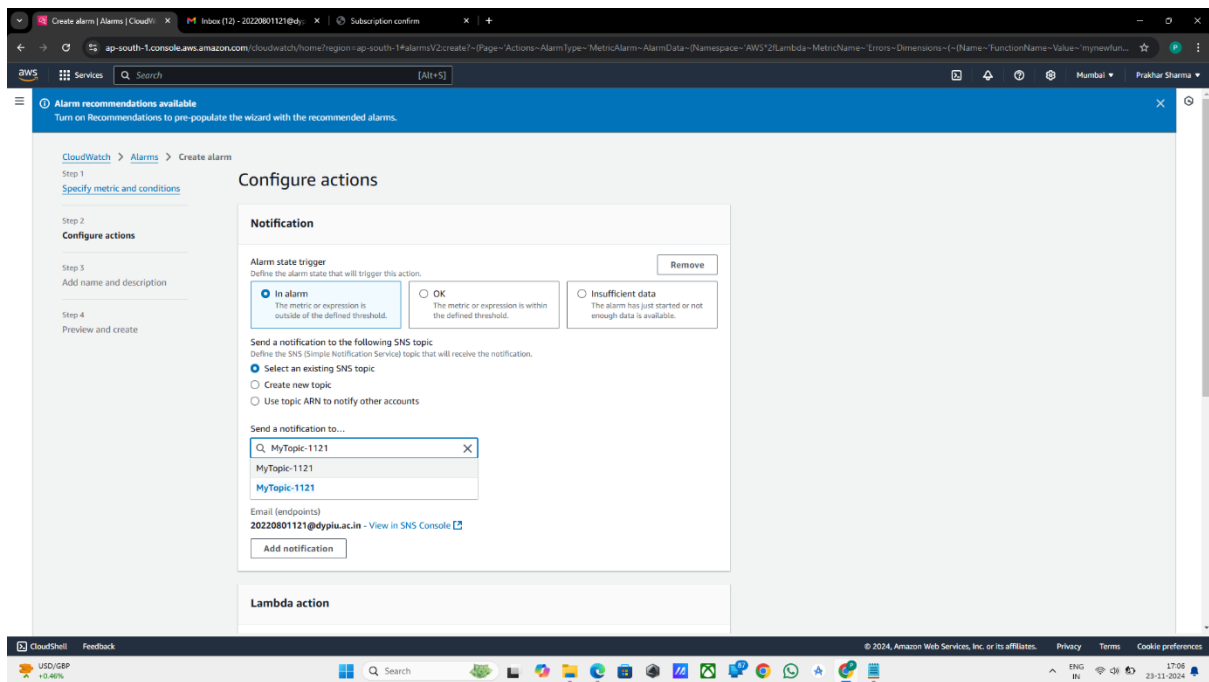 Create alarm | Alarms | CloudW
Inbox (12) - 20220801121@dy
Subscription confirm
ap-south-1.console.aws.amazon.com/cloudwatch/home?region=ap-south-1#alarmsV2:create?~(Page~'Actions~AlarmType~'MetricAlarm~AlarmData~(Namespace~'AWS*2fLambda~MetricName~'Errors~Dimensions~(~(Name~'FunctionName~Value~'mynewfun...
P
aws
Services
Search
[Alt+S]
Mumbai
Prakhar Sharma
Alarm recommendations available
Turn on Recommendations to pre-populate the wizard with the recommended alarms.
CloudWatch > Alarms > Create alarm
Step 1
Specify metric and conditions
Step 2
Configure actions
Step 3
Add name and description
Step 4
Preview and create
Configure actions
Notification
Alarm state trigger
Define the alarm state that will trigger this action.
Remove
In alarm
The metric or expression is
outside of the defined threshold.
OK
The metric or expression is within
the defined threshold.
Insufficient data
The alarm has just started or not
enough data is available.
Send a notification to the following SNS topic
Define the SNS (Simple Notification Service) topic that will receive the notification.
Select an existing SNS topic
Create new topic
Use topic ARN to notify other accounts
Send a notification to...
MyTopic-1121
MyTopic-1121
MyTopic-1121
Email (endpoints)
20220801121@dypiu.ac.in - View in SNS Console
Add notification
Lambda action
CloudShell Feedback
© 2024, Amazon Web Services, Inc. or its affiliates. Privacy Terms Cookie preferences
USD/GBP
+0.46%
Search
ENG
IN
17:06
23-11-2024